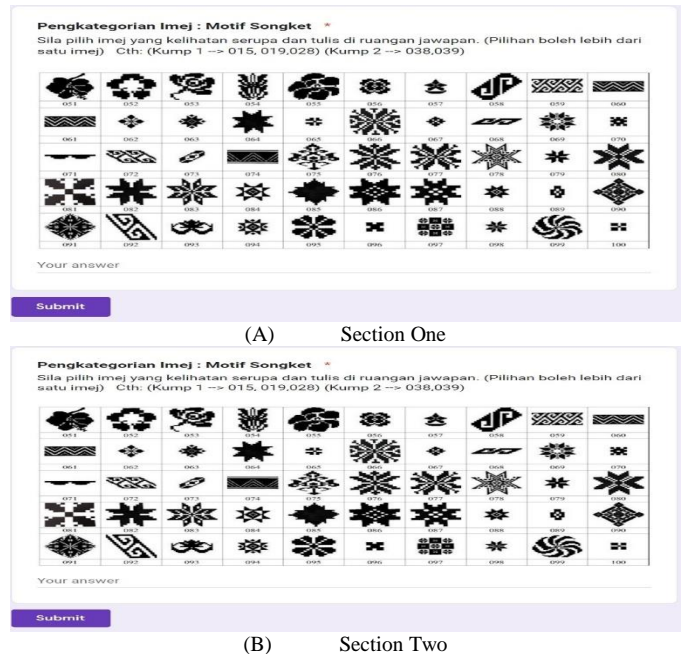 Pengkategorian Imej : Motif Songket *
Sila pilih imej yang kelihatan serupa dan tulis di ruangan jawapan. (Pilihan boleh lebih dari
satu imej) Cth: (Kump 1 --> 015, 019,028) (Kump 2 --> 038,039)
051 052 053 054 055 056 057 058 059 060
061 062 063 064 065 066 067 068 069 070
071 072 073 074 075 076 077 078 079 080
081 082 083 084 085 086 087 088 089 090
091 092 093 094 095 096 097 098 099 100
Your answer
Submit
(A) Section One
Pengkategorian Imej : Motif Songket *
Sila pilih imej yang kelihatan serupa dan tulis di ruangan jawapan. (Pilihan boleh lebih dari
satu imej) Cth: (Kump 1 --> 015, 019,028) (Kump 2 --> 038,039)
051 052 053 054 055 056 057 058 059 060
061 062 063 064 065 066 067 068 069 070
071 072 073 074 075 076 077 078 079 080
081 082 083 084 085 086 087 088 089 090
091 092 093 094 095 096 097 098 099 100
Your answer
Submit
(B) Section Two